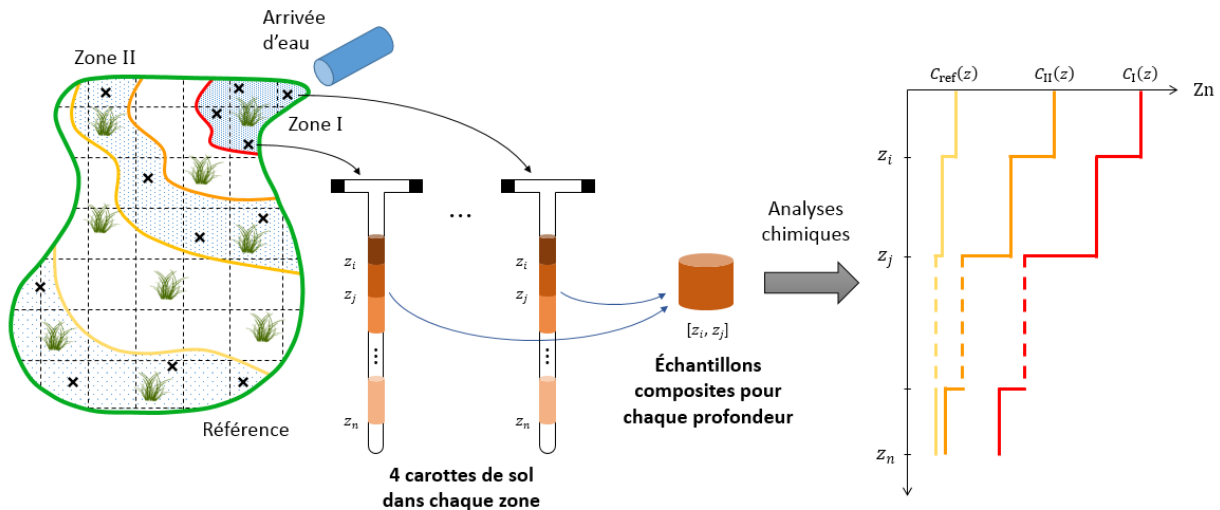 Arrivée
d'eau
Zone II
Zone I
Référence
...
z_i
z_j
z_n
z_i
z_j
z_n
4 carottes de sol
dans chaque zone
[z_i, z_j]
Échantillons
composites pour
chaque profondeur
Analyses
chimiques
C_ref(z)
C_II(z)
C_I(z)
Zn
z_i
z_j
z_n